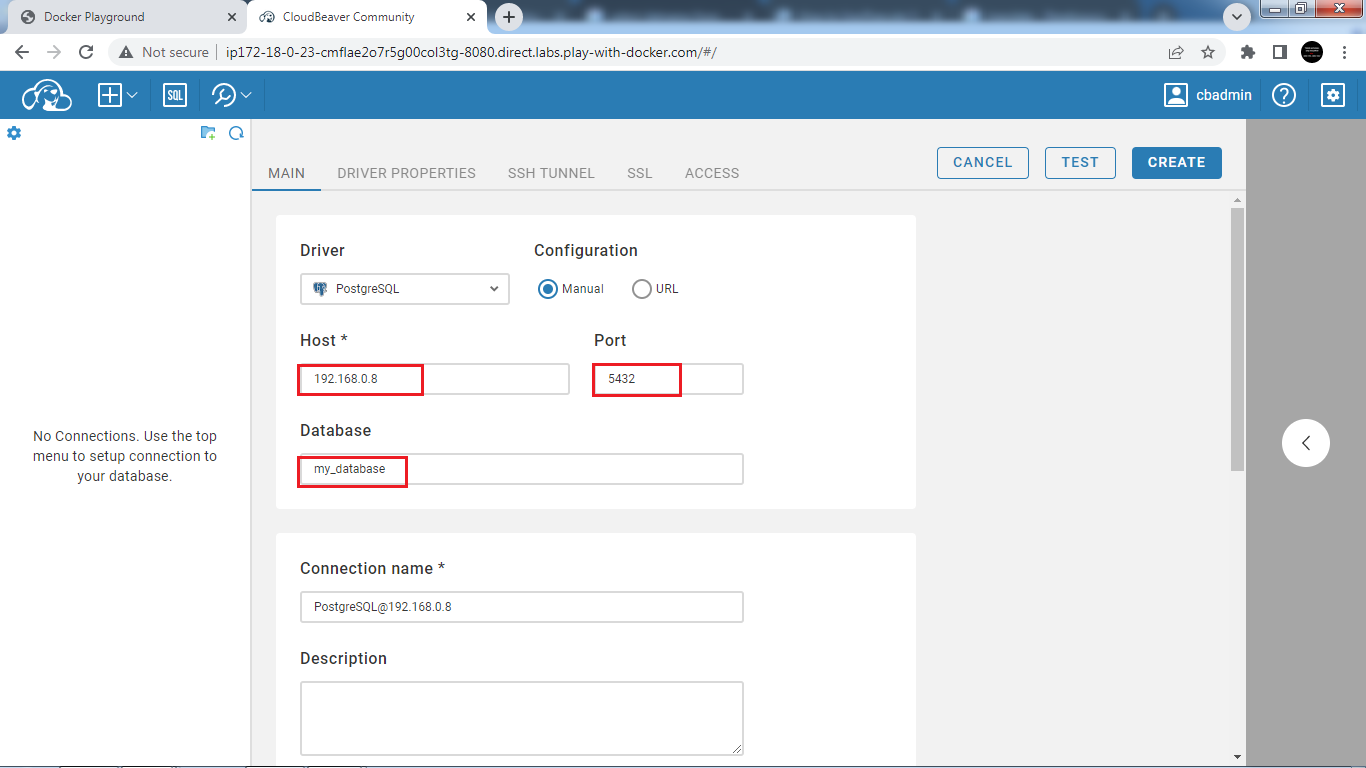 Docker Playground
CloudBeaver Community
Not secure
ip172-18-0-23-cmflae2o7r5g00col3tg-8080.direct.labs.play-with-docker.com/#/
SQL
cbadmin
MAIN
DRIVER PROPERTIES
SSH TUNNEL
SSL
ACCESS
CANCEL
TEST
CREATE
Driver
Configuration
PostgreSQL
Manual
URL
Host *
Port
192.168.0.8
5432
Database
my_database
No Connections. Use the top
menu to setup connection to
your database.
Connection name *
PostgreSQL@192.168.0.8
Description